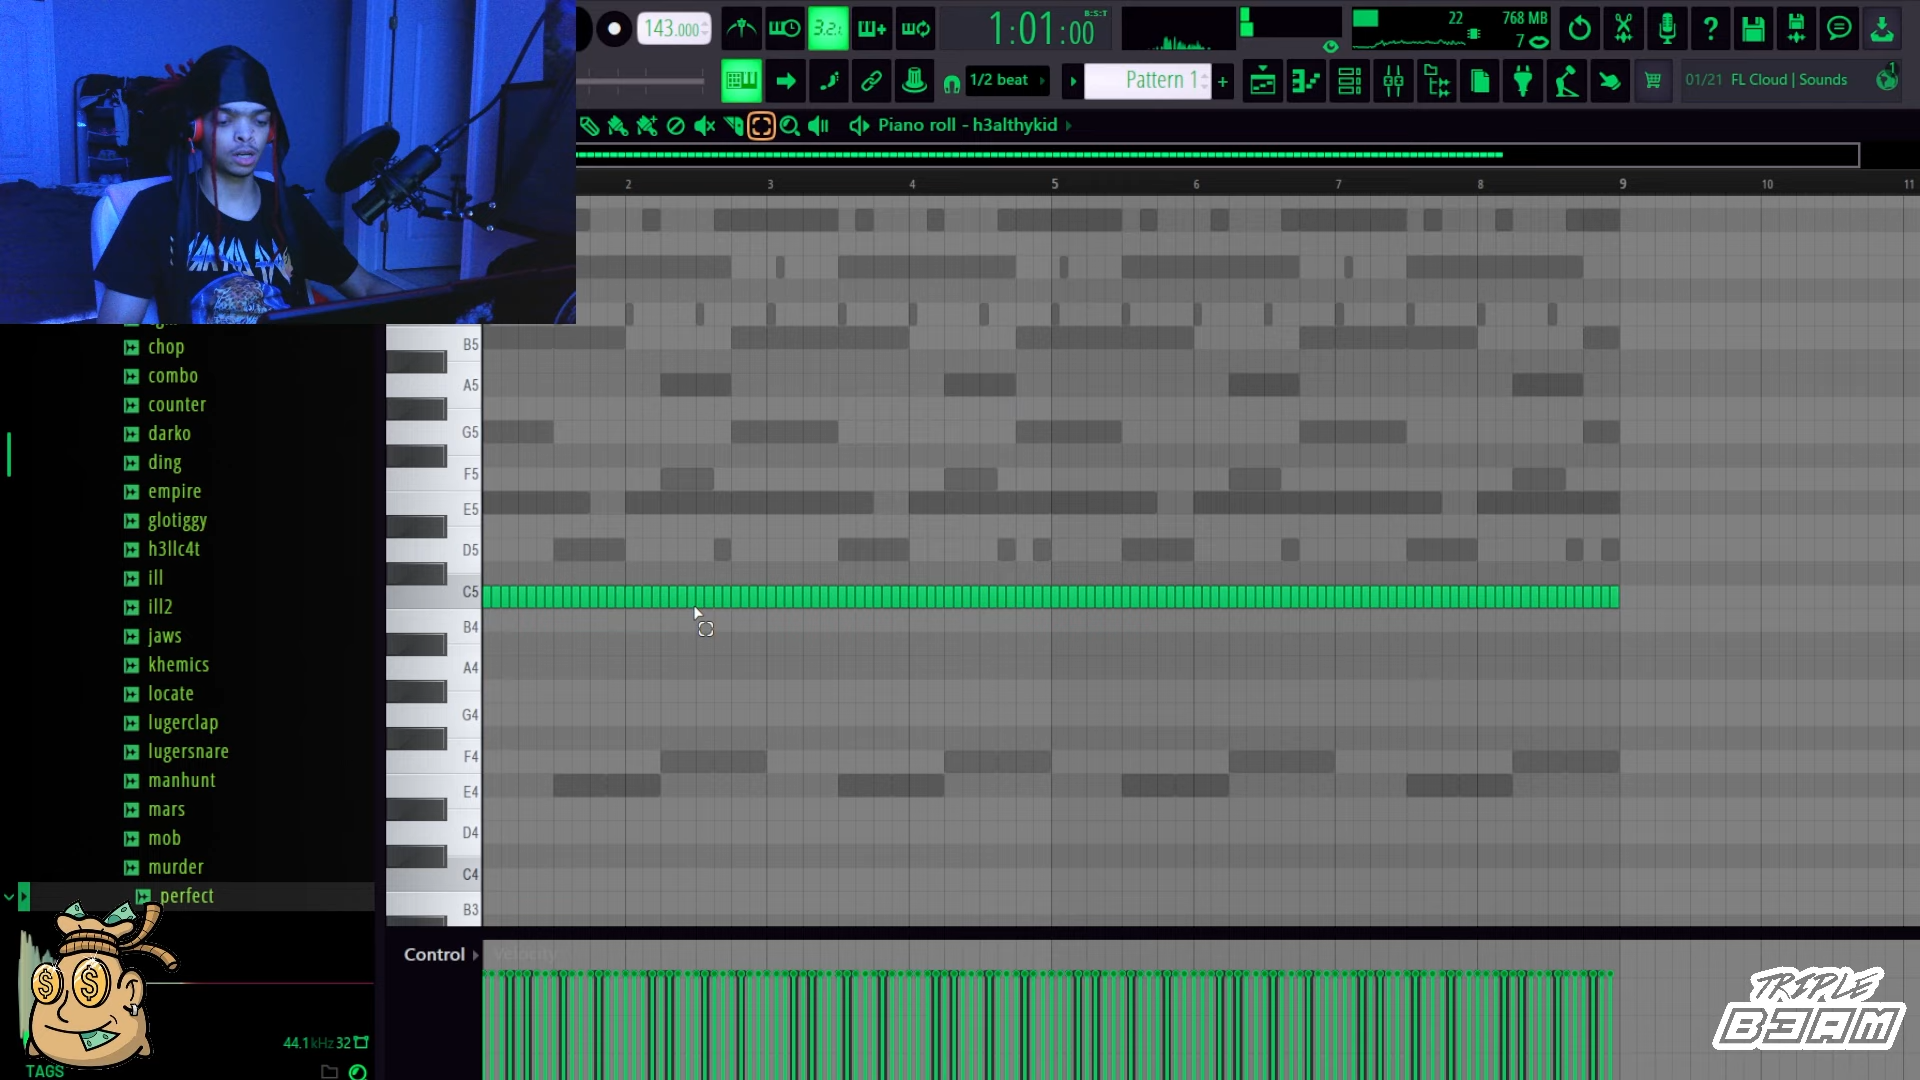 143.000
3.2.
1:01:00
B:S:T
22
768 MB
7
1/2 beat
Pattern 1
+
01/21 FL Cloud | Sounds
1
Piano roll - h3althykid
2 3 4 5 6 7 8 9 10 11
chop
combo
counter
darko
ding
empire
glotiggy
h3llc4t
ill
ill2
jaws
khemics
locate
lugerclap
lugersnare
manhunt
mars
mob
murder
perfect
B5
A5
G5
F5
E5
D5
C5
B4
A4
G4
F4
E4
D4
C4
B3
Control
Velocity
44.1kHz 32
TAGS
$ $
TRIPLE
B3AM